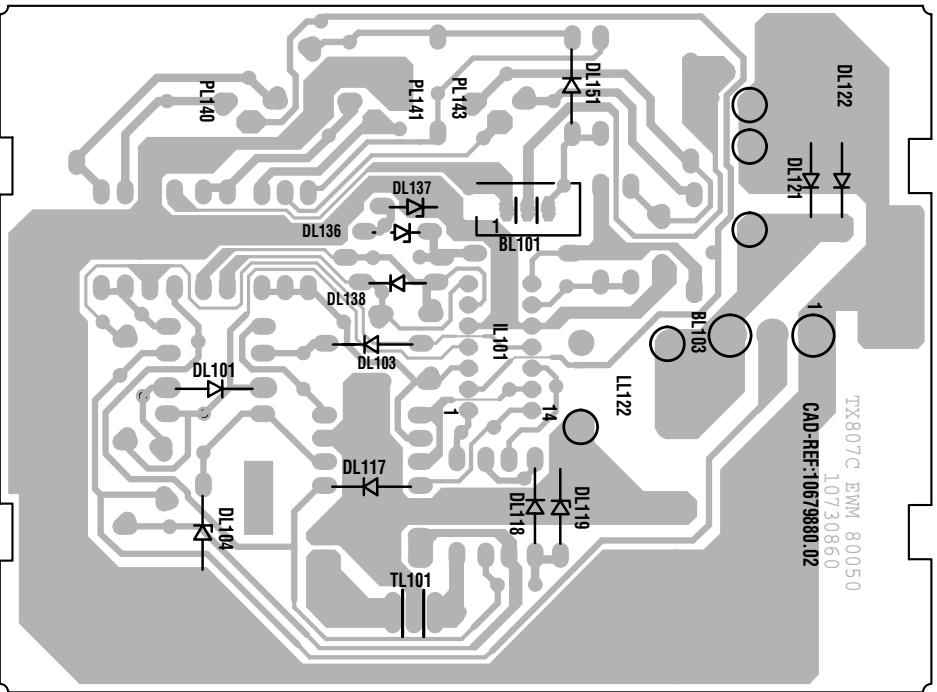 PL140
PL141
PL143
DL151
DL122
DL121
DL137
DL136
1
BL101
DL138
IL101
BL103
1
DL103
DL101
LL122
1
14
DL117
DL118
DL119
DL104
TL101
CAD-REF:10679880.02
TX807C EWM 80050
10730860